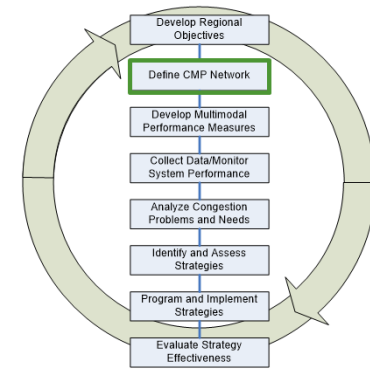 Develop Regional
Objectives
Define CMP Network
Develop Multimodal
Performance Measures
Collect Data/Monitor
System Performance
Analyze Congestion
Problems and Needs
Identify and Assess
Strategies
Program and Implement
Strategies
Evaluate Strategy
Effectiveness